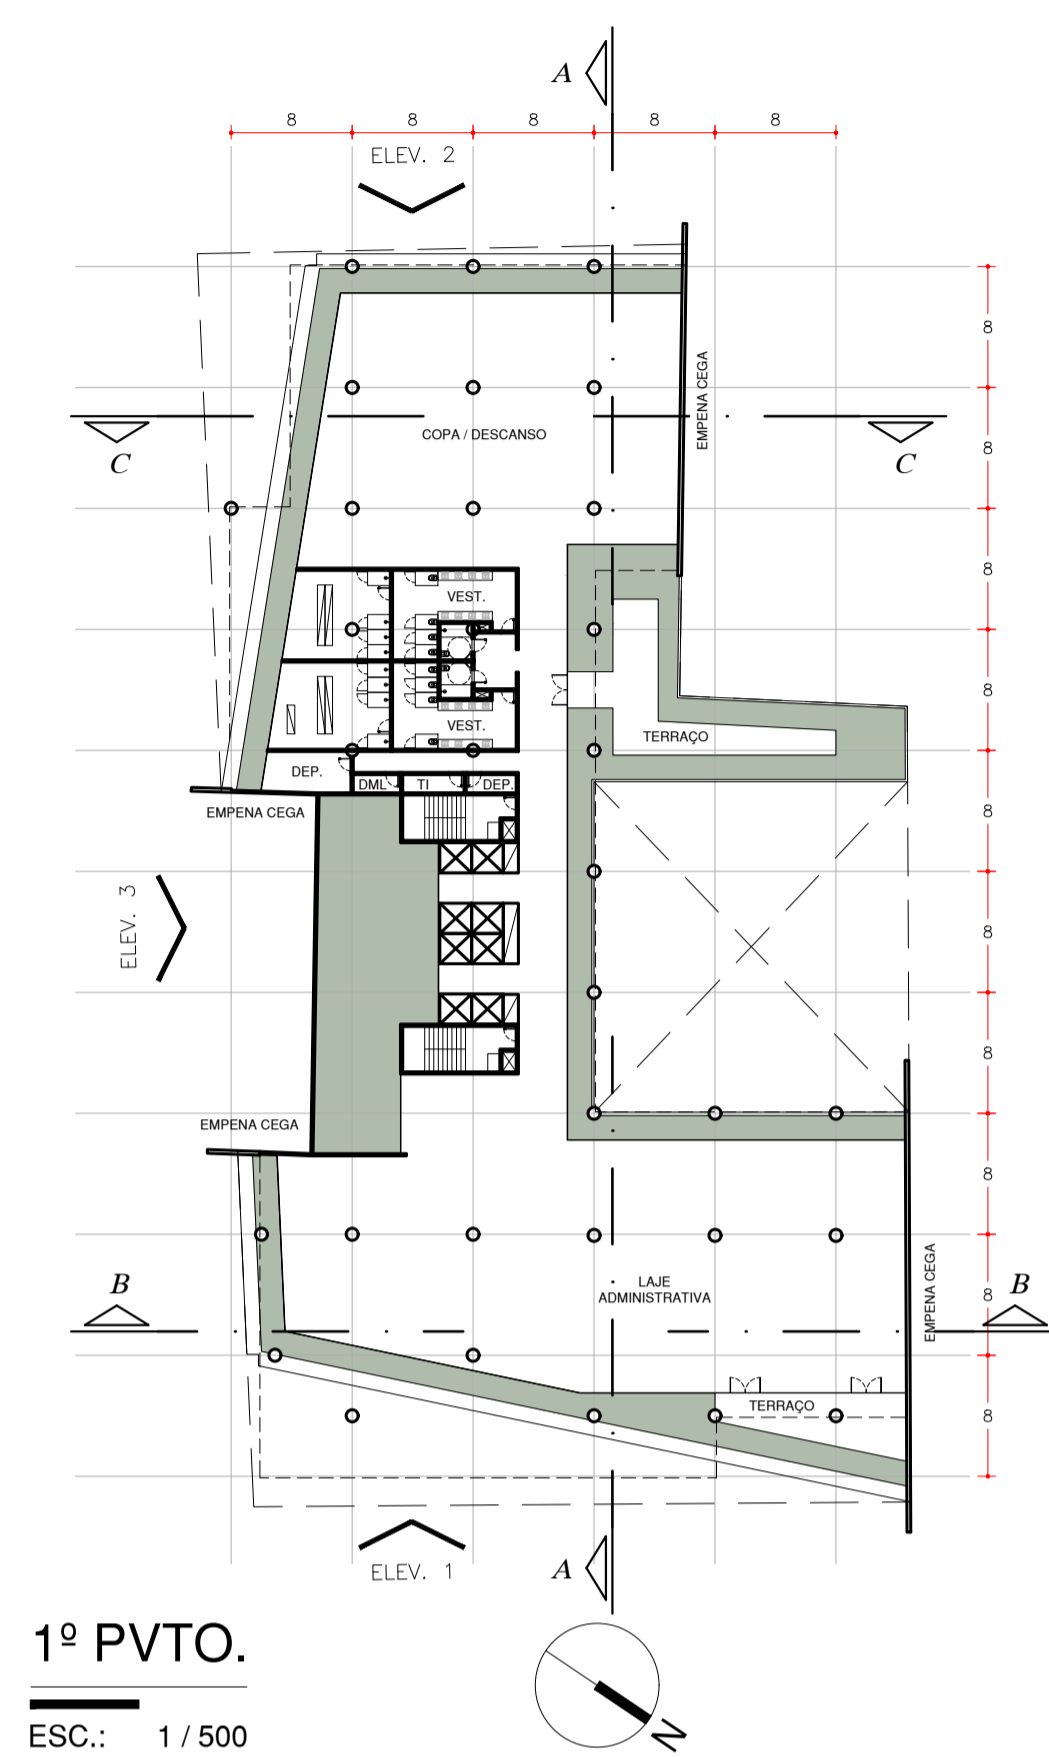 A
8 8 8 8 8
ELEV. 2
8
EMPENA CEGA
8
COPA / DESCANSO
C C
8
VEST.
8
VEST.
TERRAÇO
DEP.
DML TI DEP.
EMPENA CEGA
8
ELEV. 3
8
8
EMPENA CEGA
8
EMPENA CEGA
B B
LAJE
ADMINISTRATIVA
8
TERRAÇO
8
A
ELEV. 1
1º PVTO.
N
ESC.: 1 / 500